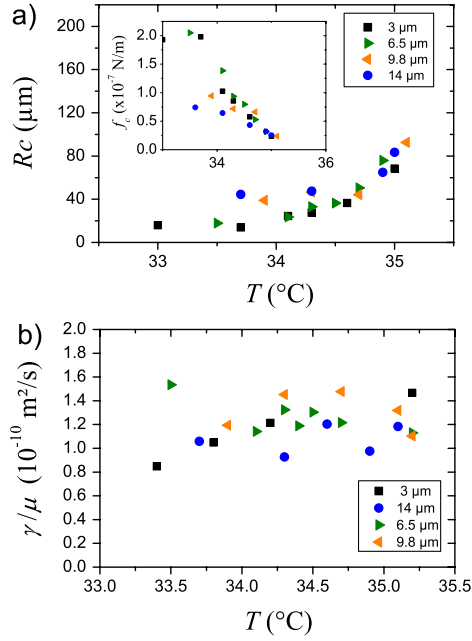 a)
Rc (µm)
200
160
120
80
40
0
33
34
35
T (°C)
f_c (x10⁻⁷ N/m)
2.0
1.5
1.0
0.5
0.0
34
36
3 µm
6.5 µm
9.8 µm
14 µm
b)
γ/µ (10⁻¹⁰ m²/s)
2.0
1.8
1.6
1.4
1.2
1.0
0.8
0.6
0.4
0.2
0.0
33.0
33.5
34.0
34.5
35.0
35.5
T (°C)
3 µm
14 µm
6.5 µm
9.8 µm